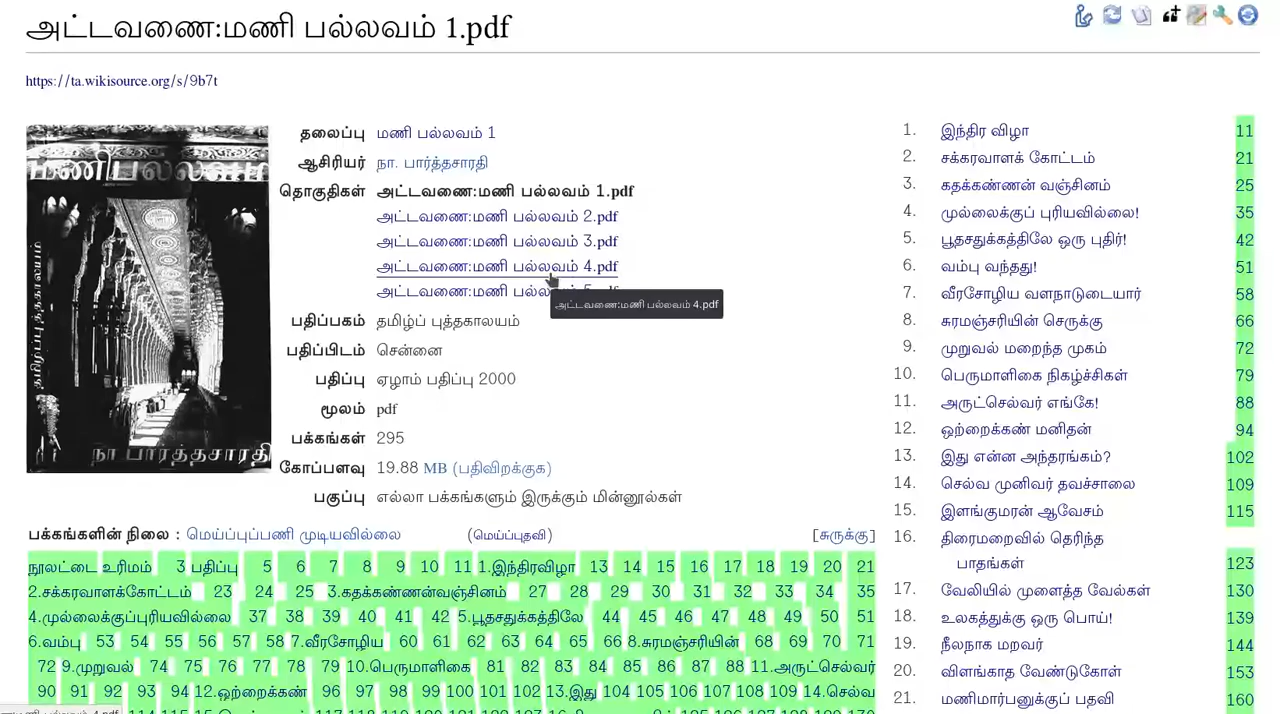 அட்டவணை:மணி பல்லவம் 1.pdf
https://ta.wikisource.org/s/9b7t
மணிபல்லவம்
தமிழ்ப் புத்தகாலயம்
நா பார்த்தசாரதி
தலைப்பு மணி பல்லவம் 1
ஆசிரியர் நா. பார்த்தசாரதி
தொகுதிகள் அட்டவணை:மணி பல்லவம் 1.pdf
அட்டவணை:மணி பல்லவம் 2.pdf
அட்டவணை:மணி பல்லவம் 3.pdf
அட்டவணை:மணி பல்லவம் 4.pdf
அட்டவணை:மணி பல்ல
அட்டவணை:மணி பல்லவம் 4.pdf
பதிப்பகம் தமிழ்ப் புத்தகாலயம்
பதிப்பிடம் சென்னை
பதிப்பு ஏழாம் பதிப்பு 2000
மூலம் pdf
பக்கங்கள் 295
கோப்பளவு 19.88 MB (பதிவிறக்குக)
பகுப்பு எல்லா பக்கங்களும் இருக்கும் மின்னூல்கள்
பக்கங்களின் நிலை : மெய்ப்புப்பணி முடியவில்லை (மெய்ப்புதவி) [சுருக்கு]
நூலட்டை உரிமம் 3 பதிப்பு 5 6 7 8 9 10 11 1.இந்திரவிழா 13 14 15 16 17 18 19 20 21
2.சக்கரவாளக்கோட்டம் 23 24 25 3.கதக்கண்ணன்வஞ்சினம் 27 28 29 30 31 32 33 34 35
4.முல்லைக்குப்புரியவில்லை 37 38 39 40 41 42 5.பூதசதுக்கத்திலே 44 45 46 47 48 49 50 51
6.வம்பு 53 54 55 56 57 58 7.வீரசோழிய 60 61 62 63 64 65 66 8.சுரமஞ்சரியின் 68 69 70 71
72 9.முறுவல் 74 75 76 77 78 79 10.பெருமாளிகை 81 82 83 84 85 86 87 88 11.அருட்செல்வர்
90 91 92 93 94 12.ஒற்றைக்கண் 96 97 98 99 100 101 102 13.இது 104 105 106 107 108 109 14.செல்வ
1. இந்திர விழா 11
2. சக்கரவாளக் கோட்டம் 21
3. கதக்கண்ணன் வஞ்சினம் 25
4. முல்லைக்குப் புரியவில்லை! 35
5. பூதசதுக்கத்திலே ஒரு புதிர்! 42
6. வம்பு வந்தது! 51
7. வீரசோழிய வளநாடுடையார் 58
8. சுரமஞ்சரியின் செருக்கு 66
9. முறுவல் மறைந்த முகம் 72
10. பெருமாளிகை நிகழ்ச்சிகள் 79
11. அருட்செல்வர் எங்கே! 88
12. ஒற்றைக்கண் மனிதன் 94
13. இது என்ன அந்தரங்கம்? 102
14. செல்வ முனிவர் தவச்சாலை 109
15. இளங்குமரன் ஆவேசம் 115
16. திரைமறைவில் தெரிந்த
பாதங்கள் 123
17. வேலியில் முளைத்த வேல்கள் 130
18. உலகத்துக்கு ஒரு பொய்! 139
19. நீலநாக மறவர் 144
20. விளங்காத வேண்டுகோள் 153
21. மணிமார்பனுக்குப் பதவி 160